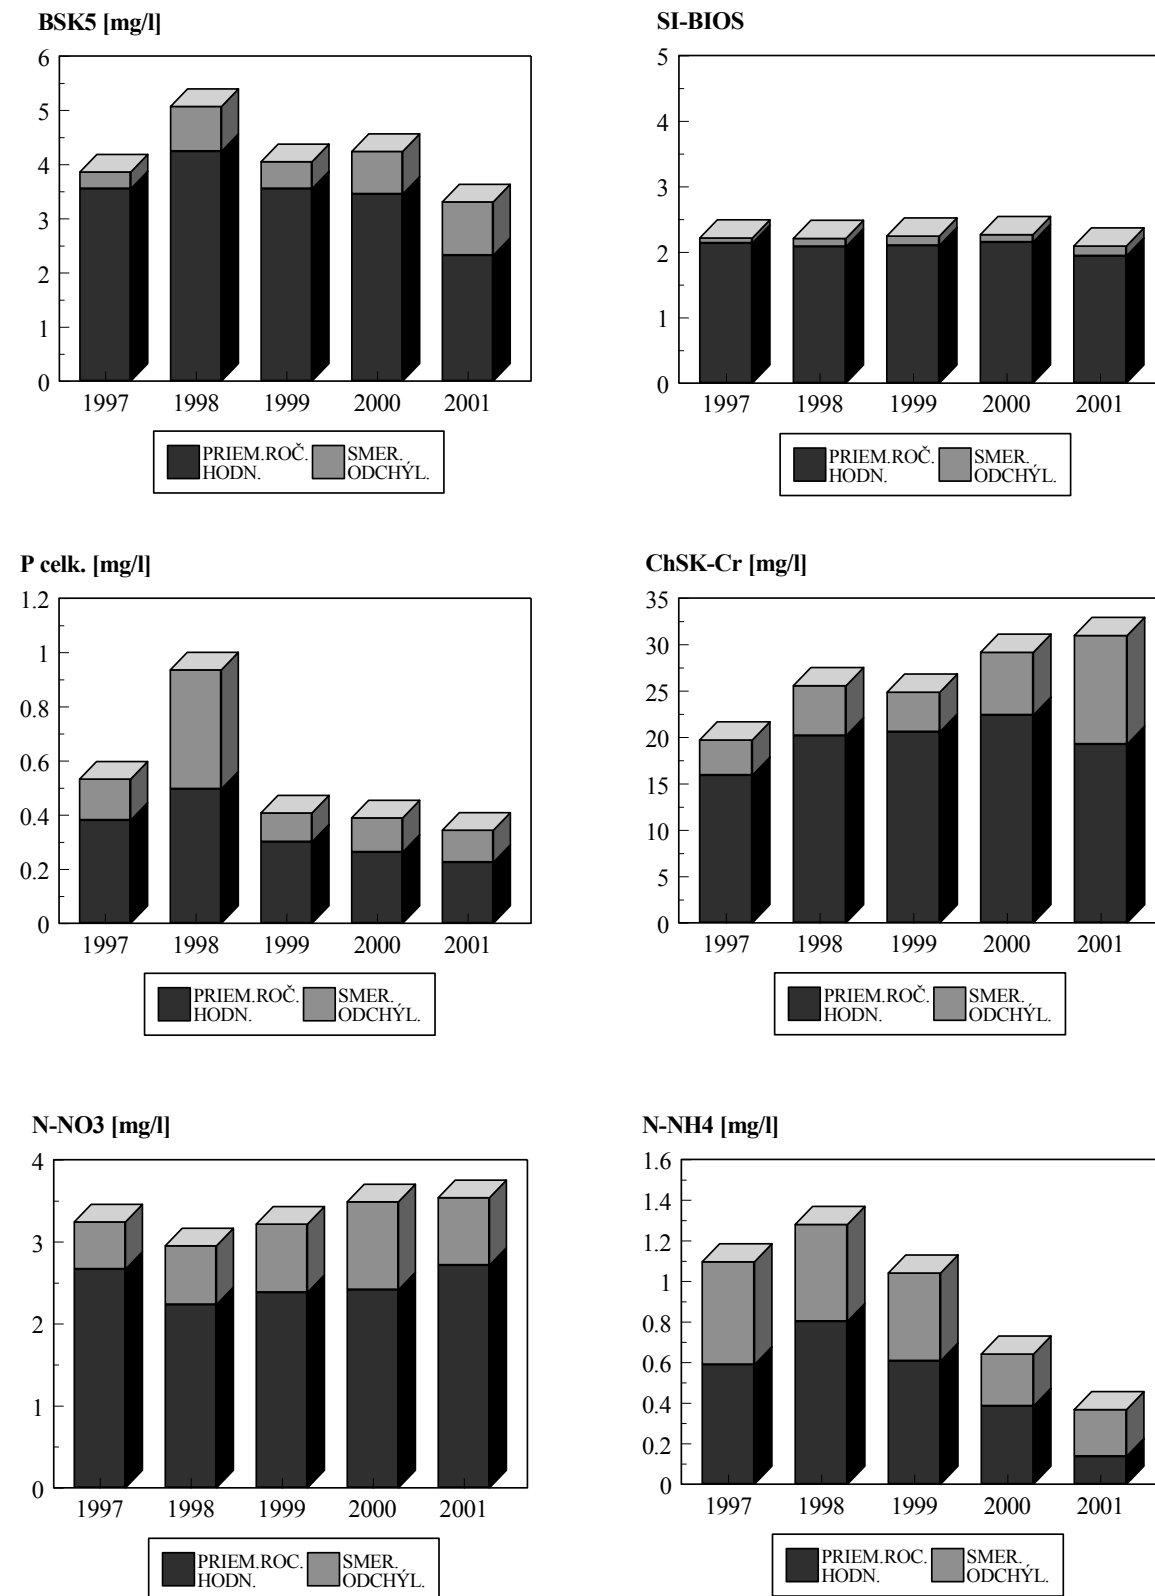 BSK5 [mg/l]
6
5
4
3
2
1
0
1997 1998 1999 2000 2001
PRIEM.ROČ. SMER.
HODN. ODCHÝL.
SI-BIOS
5
4
3
2
1
0
1997 1998 1999 2000 2001
PRIEM.ROČ. SMER.
HODN. ODCHÝL.
P celk. [mg/l]
1.2
1
0.8
0.6
0.4
0.2
0
1997 1998 1999 2000 2001
PRIEM.ROČ. SMER.
HODN. ODCHÝL.
ChSK-Cr [mg/l]
35
30
25
20
15
10
5
0
1997 1998 1999 2000 2001
PRIEM.ROČ. SMER.
HODN. ODCHÝL.
N-NO3 [mg/l]
4
3
2
1
0
1997 1998 1999 2000 2001
PRIEM.ROC. SMER.
HODN. ODCHÝL.
N-NH4 [mg/l]
1.6
1.4
1.2
1
0.8
0.6
0.4
0.2
0
1997 1998 1999 2000 2001
PRIEM.ROC. SMER.
HODN. ODCHÝL.